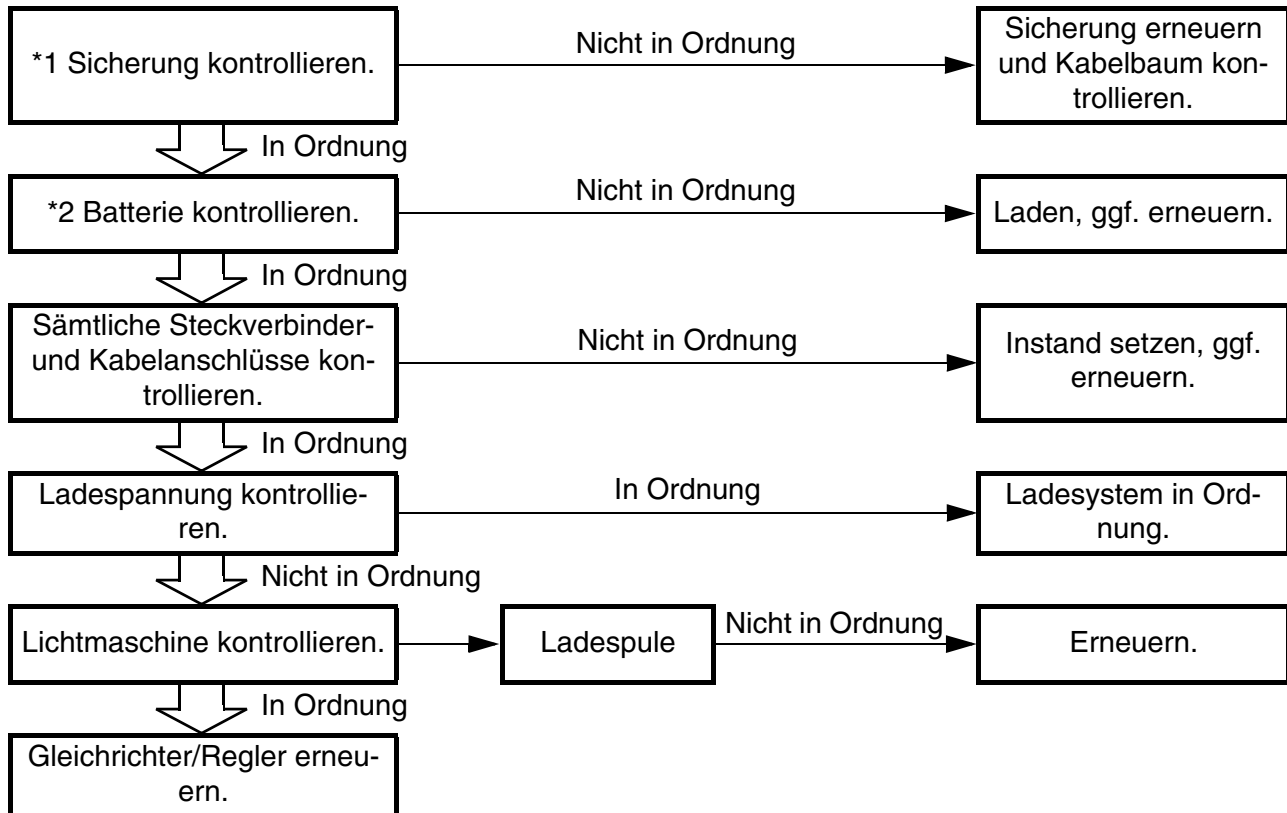 *1 Sicherung kontrollieren.
Nicht in Ordnung
Sicherung erneuern
und Kabelbaum kon-
trollieren.
In Ordnung
*2 Batterie kontrollieren.
Nicht in Ordnung
Laden, ggf. erneuern.
In Ordnung
Sämtliche Steckverbinder-
und Kabelanschlüsse kon-
trollieren.
Nicht in Ordnung
Instand setzen, ggf.
erneuern.
In Ordnung
Ladespannung kontrollie-
ren.
In Ordnung
Ladesystem in Ord-
nung.
Nicht in Ordnung
Lichtmaschine kontrollieren.
Ladespule
Nicht in Ordnung
Erneuern.
In Ordnung
Gleichrichter/Regler erneu-
ern.